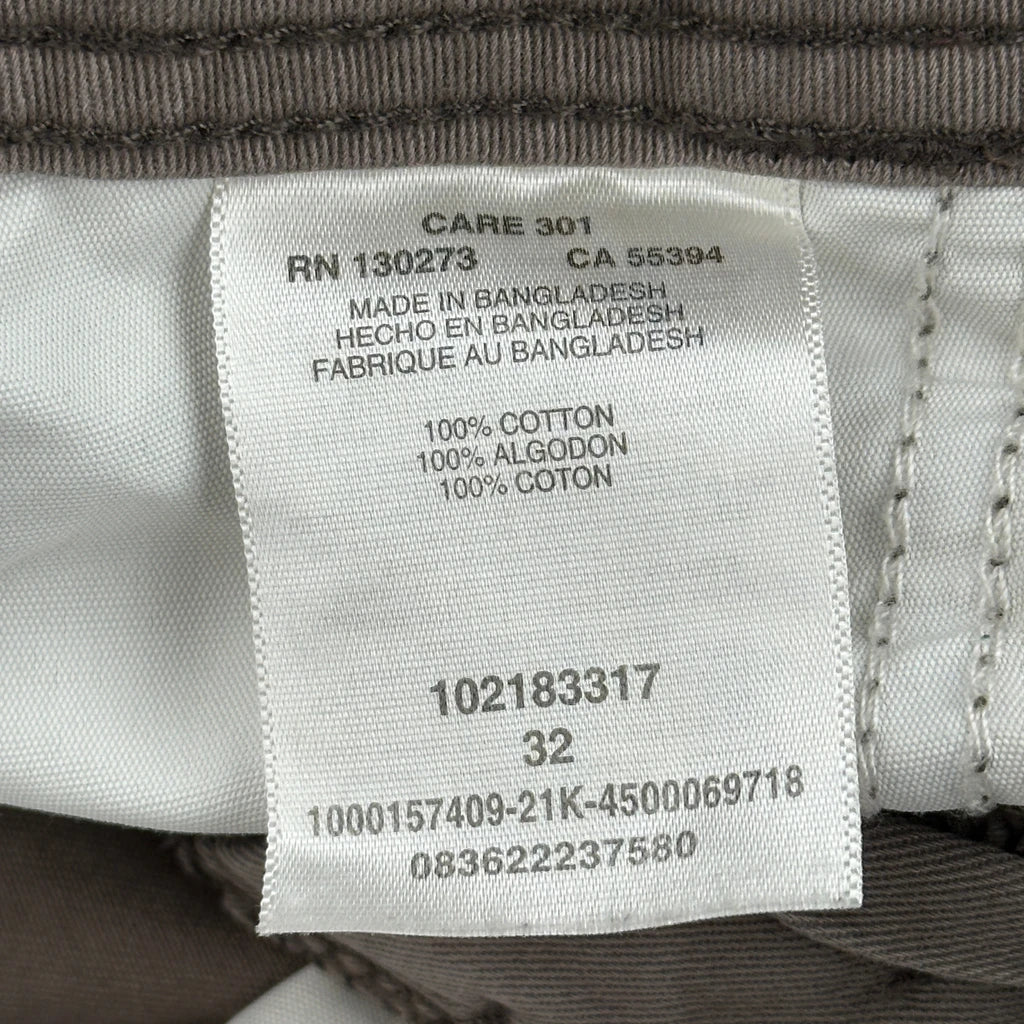 CARE 301
RN 130273 CA 55394
MADE IN BANGLADESH
HECHO EN BANGLADESH
FABRIQUE AU BANGLADESH
100% COTTON
100% ALGODON
100% COTON
102183317
32
1000157409-21K-4500069718
083622237580